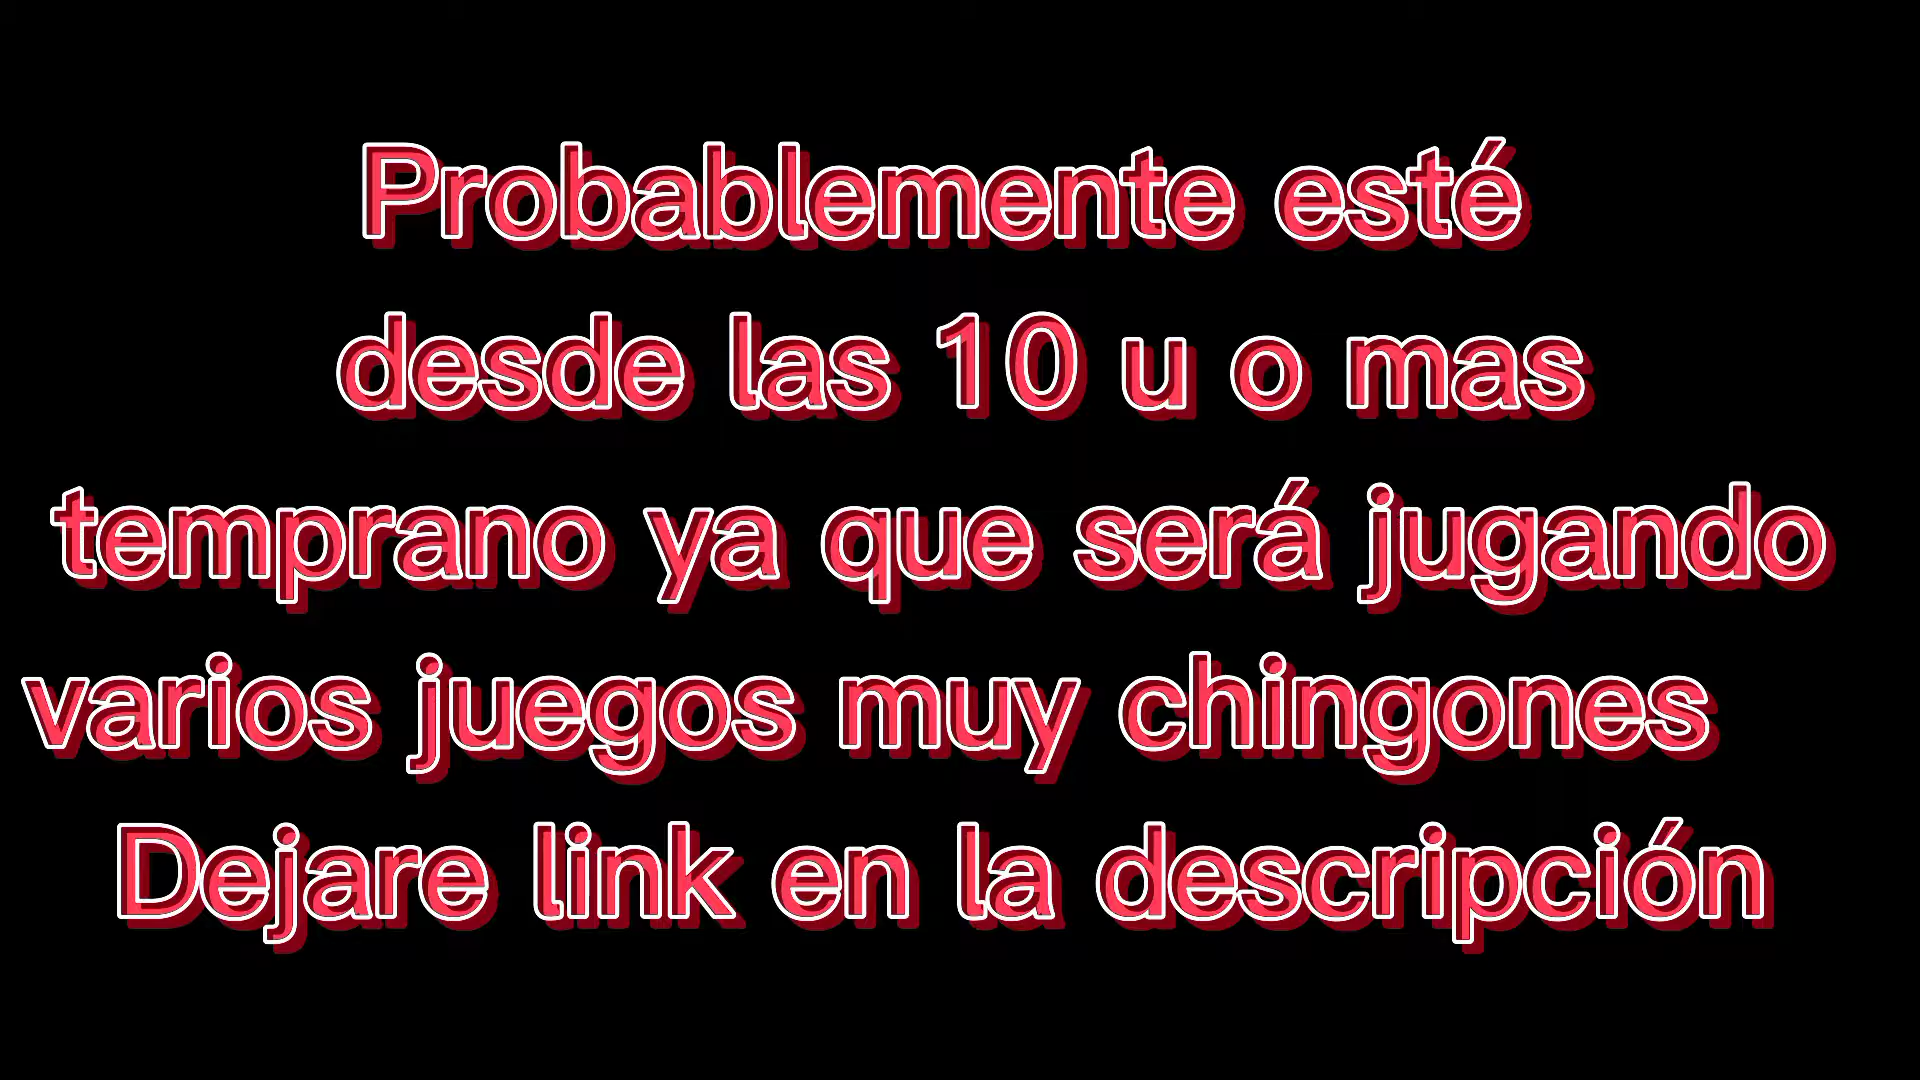 Probablemente esté
desde las 10 u o mas
temprano ya que será jugando
varios juegos muy chingones
Dejare link en la descripción